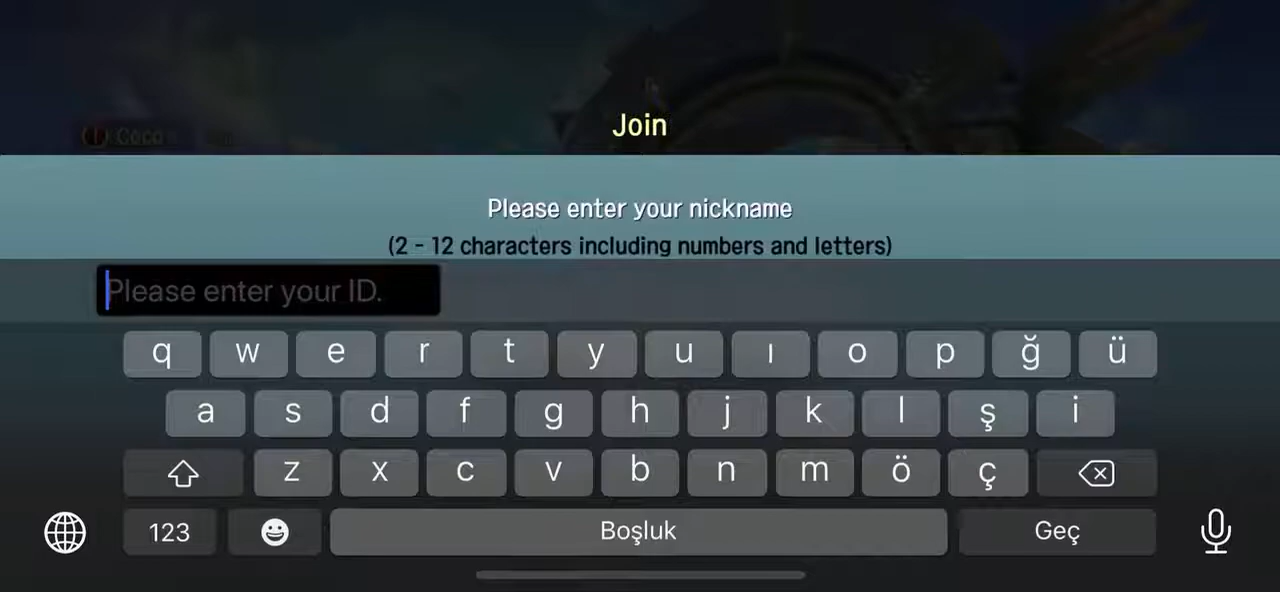 Join
(!) Coco
Please enter your nickname
(2 - 12 characters including numbers and letters)
Please enter your ID.
q w e r t y u ı o p ğ ü
a s d f g h j k l ş i
z x c v b n m ö ç
123 Boşluk Geç